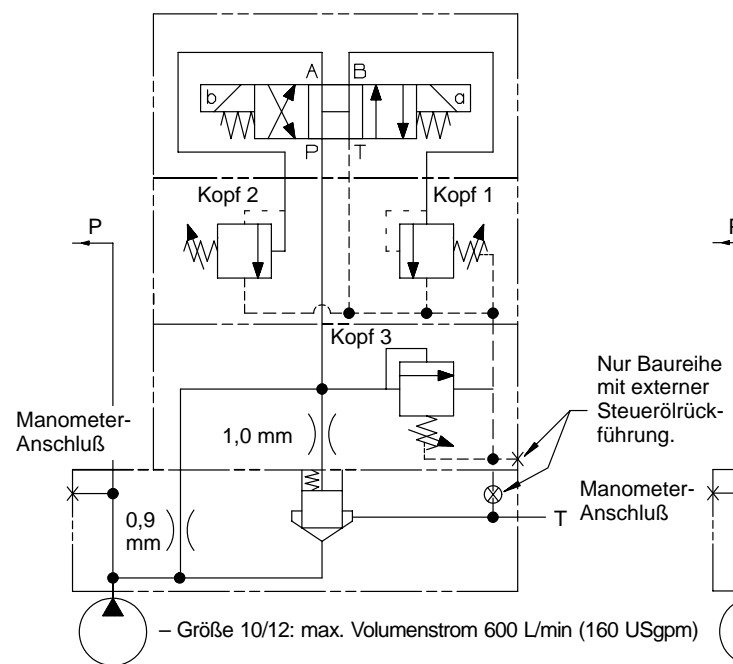 A B
b a
P T
Kopf 2 Kopf 1
P
Kopf 3
Nur Baureihe
mit externer
Steuerölrück-
führung.
Manometer-
Anschluß
1,0 mm
Manometer-
Anschluß
T
0,9
mm
– Größe 10/12: max. Volumenstrom 600 L/min (160 USgpm)